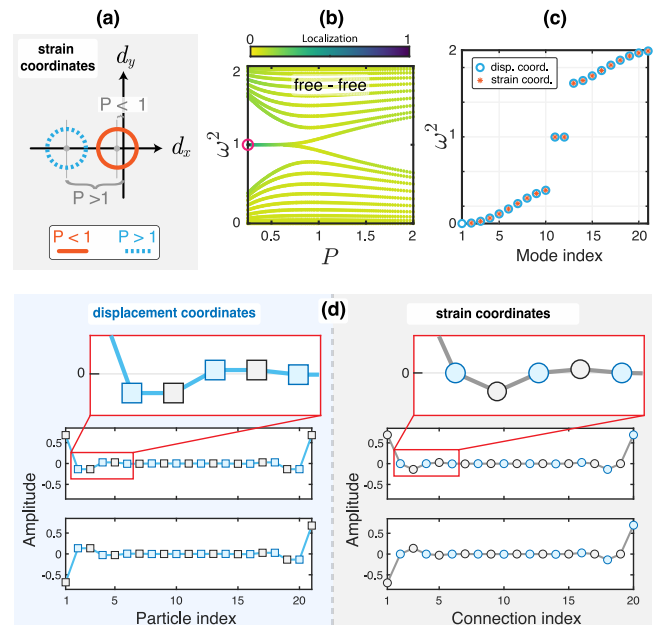 (a)
strain
coordinates
d_y
P < 1
d_x
P >1
P < 1 P > 1
(b)
Localization
0 1
free - free
ω²
2
1
0
0.5 1 1.5 2
P
(c)
disp. coord.
strain coord.
ω²
2
1
0
1 5 10 15 20
Mode index
(d)
displacement coordinates
0
Amplitude
0.5
0
-0.5
0.5
0
-0.5
1 5 10 15 20
Particle index
strain coordinates
0
Amplitude
0.5
0
-0.5
0.5
0
-0.5
1 5 10 15 20
Connection index